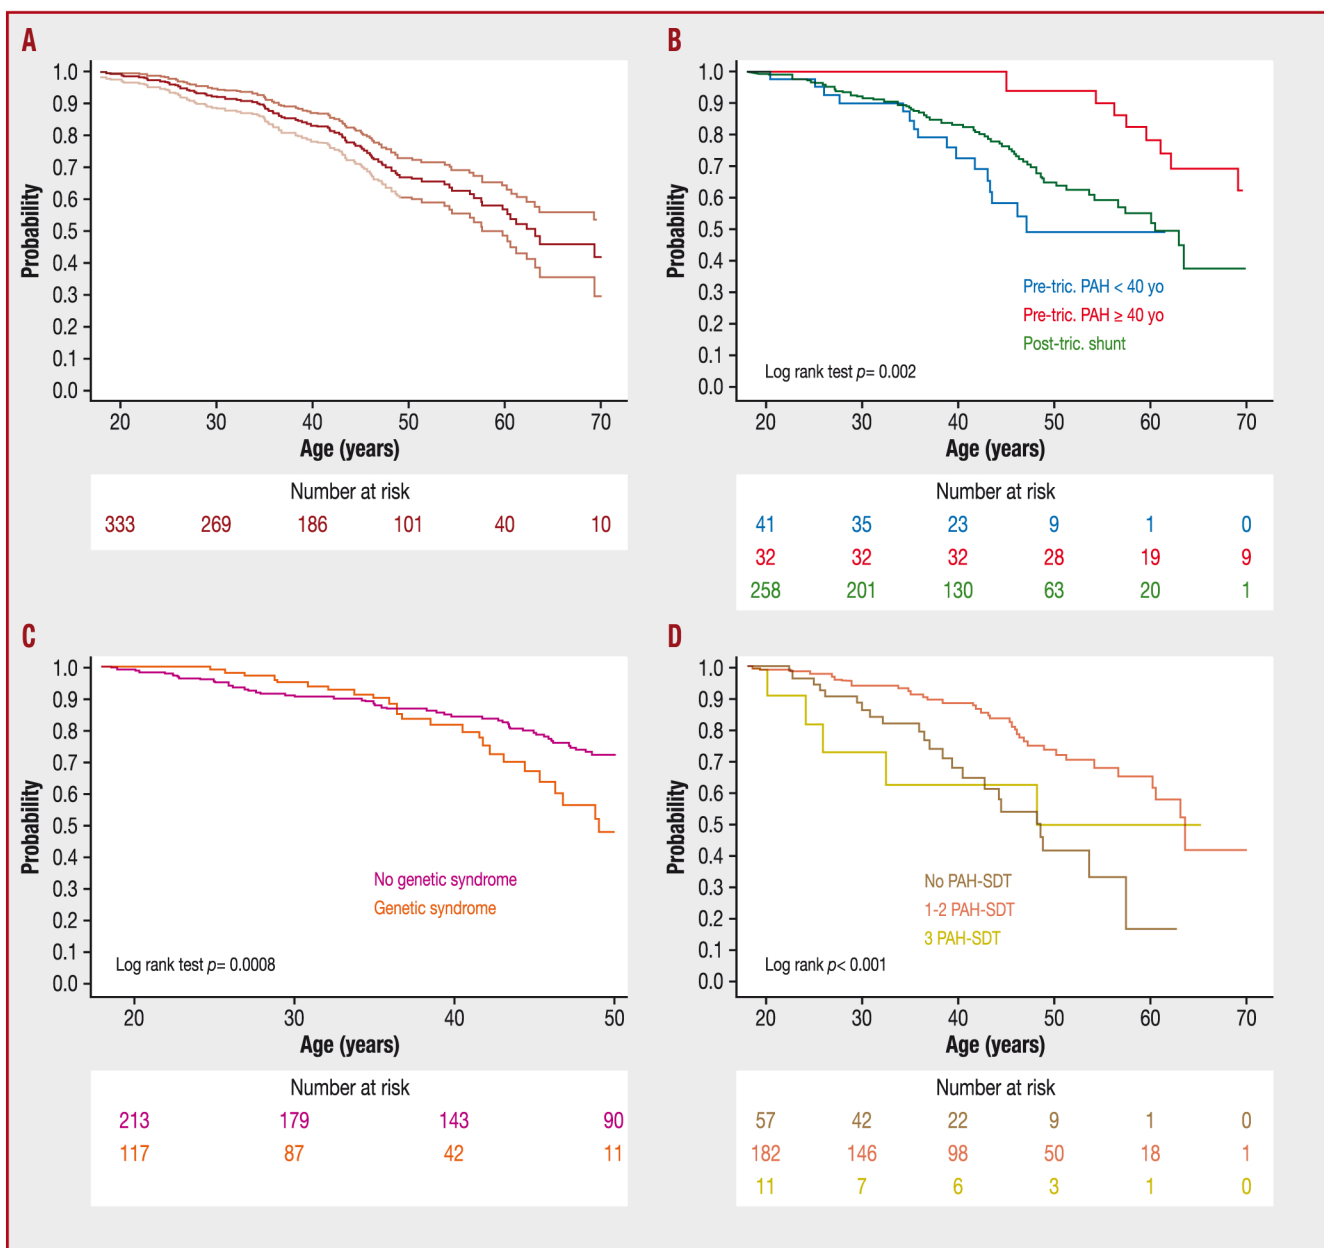 A
1.0
0.9
0.8
0.7
0.6
0.5
0.4
0.3
0.2
0.1
0.0
Probability
20 30 40 50 60 70
Age (years)
Number at risk
333 269 186 101 40 10
B
1.0
0.9
0.8
0.7
0.6
0.5
0.4
0.3
0.2
0.1
0.0
Probability
Pre-tric. PAH < 40 yo
Pre-tric. PAH ≥ 40 yo
Post-tric. shunt
Log rank test p= 0.002
20 30 40 50 60 70
Age (years)
Number at risk
41 35 23 9 1 0
32 32 32 28 19 9
258 201 130 63 20 1
C
1.0
0.9
0.8
0.7
0.6
0.5
0.4
0.3
0.2
0.1
0.0
Probability
No genetic syndrome
Genetic syndrome
Log rank test p= 0.0008
20 30 40 50
Age (years)
Number at risk
213 179 143 90
117 87 42 11
D
1.0
0.9
0.8
0.7
0.6
0.5
0.4
0.3
0.2
0.1
0.0
Probability
No PAH-SDT
1-2 PAH-SDT
3 PAH-SDT
Log rank p< 0.001
20 30 40 50 60 70
Age (years)
Number at risk
57 42 22 9 1 0
182 146 98 50 18 1
11 7 6 3 1 0